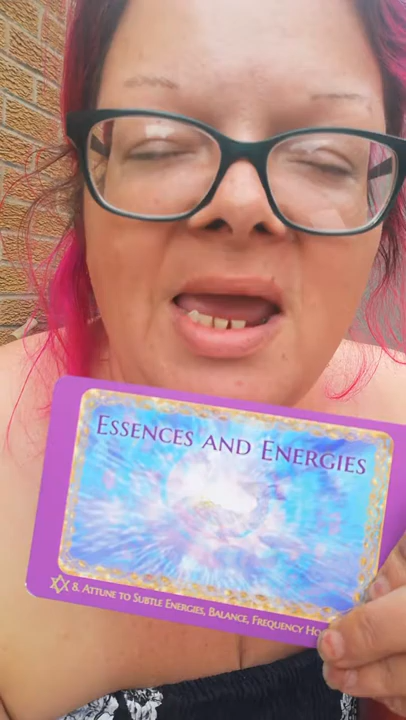 ESSENCES AND ENERGIES
8. ATTUNE TO SUBTLE ENERGIES, BALANCE, FREQUENCY